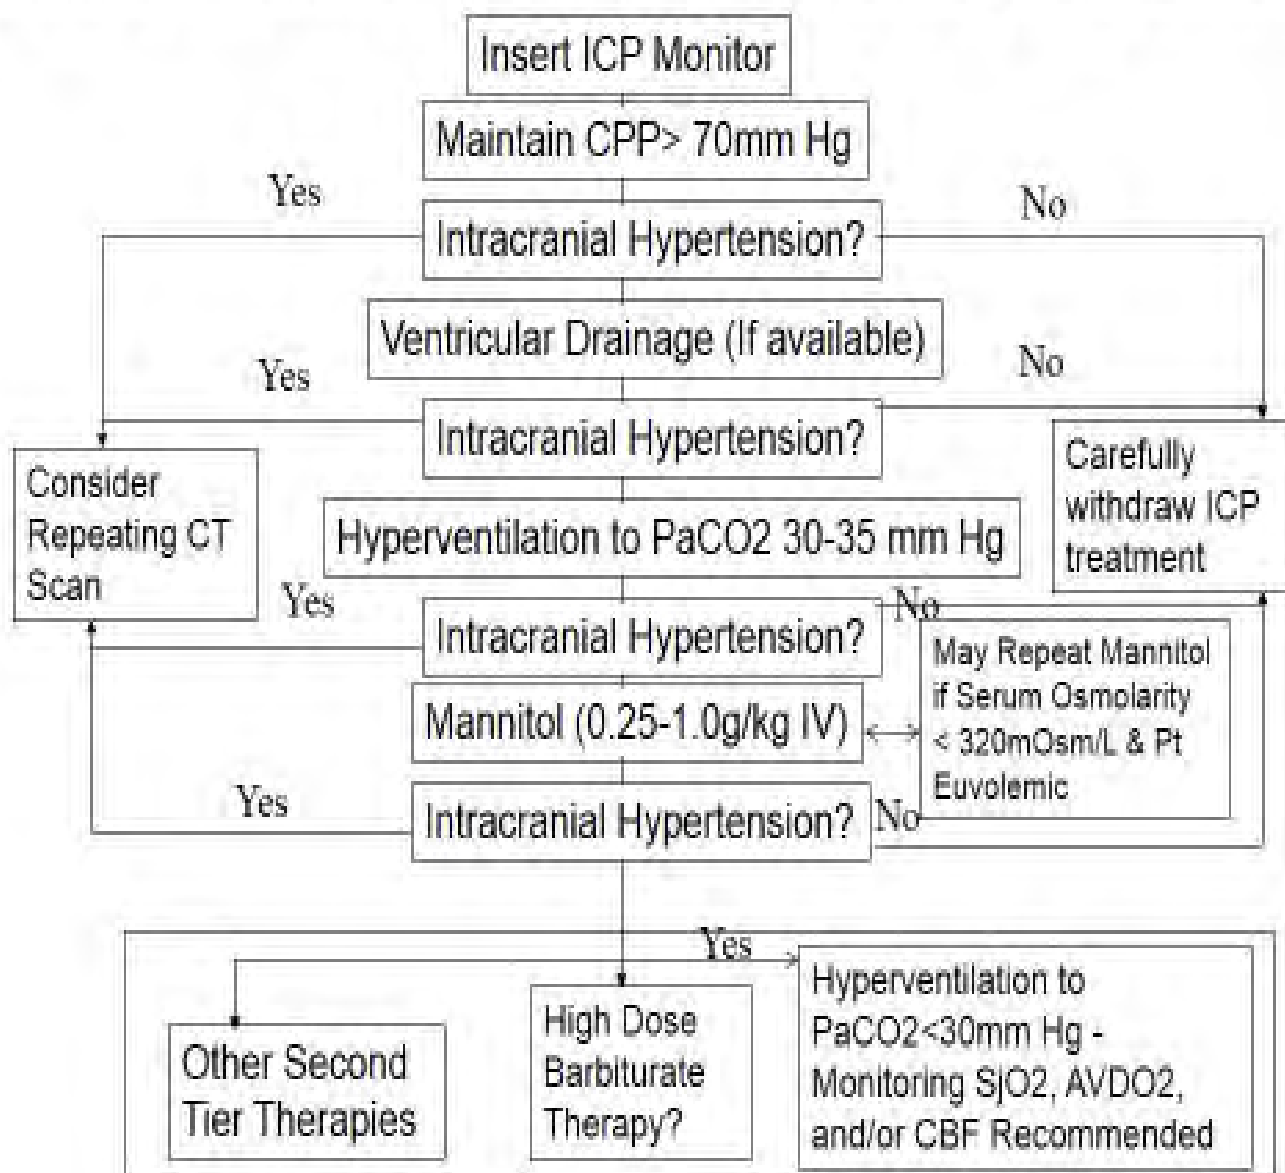 Insert ICP Monitor
Maintain CPP> 70mm Hg
Yes
No
Intracranial Hypertension?
Ventricular Drainage (If available)
Yes
No
Intracranial Hypertension?
Consider
Repeating CT
Scan
Carefully
withdraw ICP
treatment
Hyperventilation to PaCO2 30-35 mm Hg
Yes
No
Intracranial Hypertension?
May Repeat Mannitol
if Serum Osmolarity
< 320mOsm/L & Pt
Euvolemic
Mannitol (0.25-1.0g/kg IV)
Yes
No
Intracranial Hypertension?
Yes
Other Second
Tier Therapies
High Dose
Barbiturate
Therapy?
Hyperventilation to
PaCO2<30mm Hg -
Monitoring SjO2, AVDO2,
and/or CBF Recommended